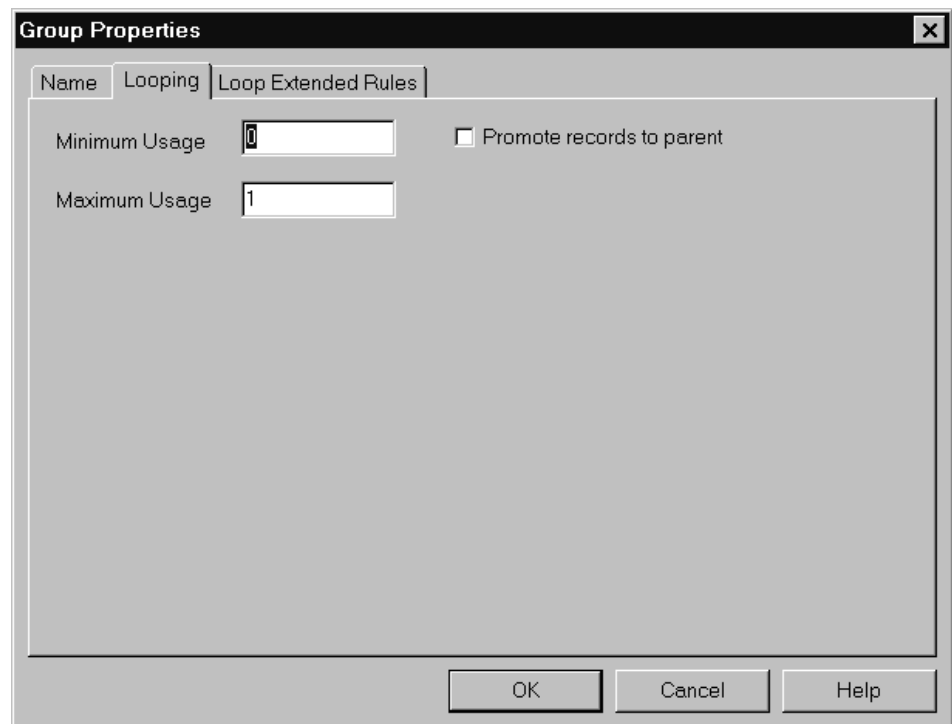 Group Properties
Name Looping Loop Extended Rules
Minimum Usage 0 Promote records to parent
Maximum Usage 1
OK Cancel Help